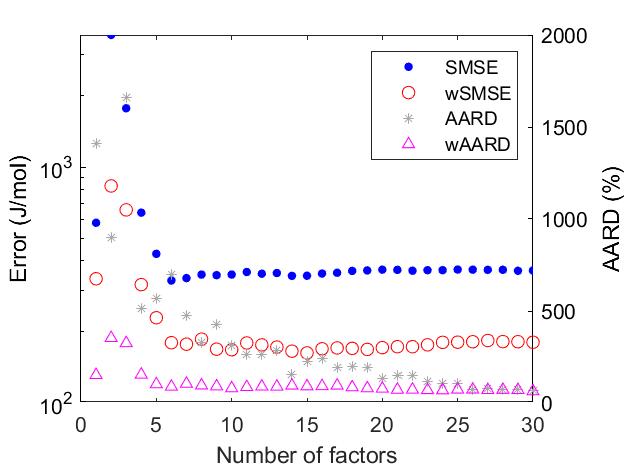 Error (J/mol)
10^3
10^2
SMSE
wSMSE
AARD
wAARD
2000
1500
1000
500
0
AARD (%)
0 5 10 15 20 25 30
Number of factors